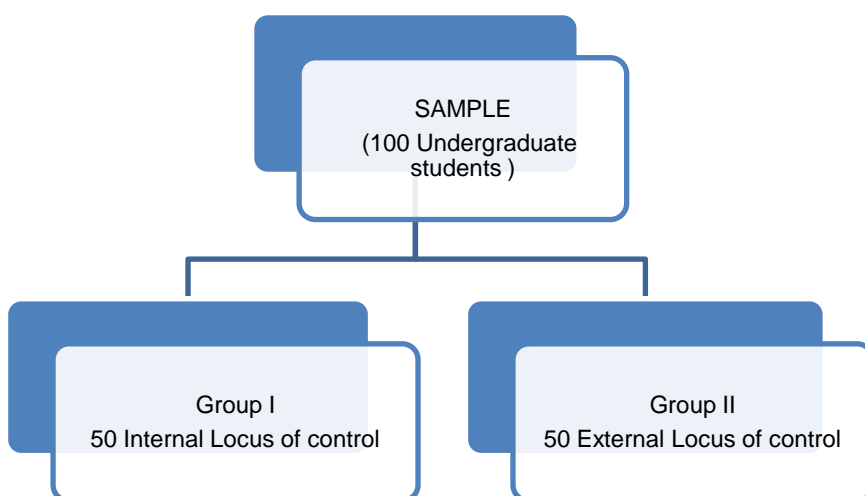 SAMPLE
(100 Undergraduate
students )
Group I
50 Internal Locus of control
Group II
50 External Locus of control